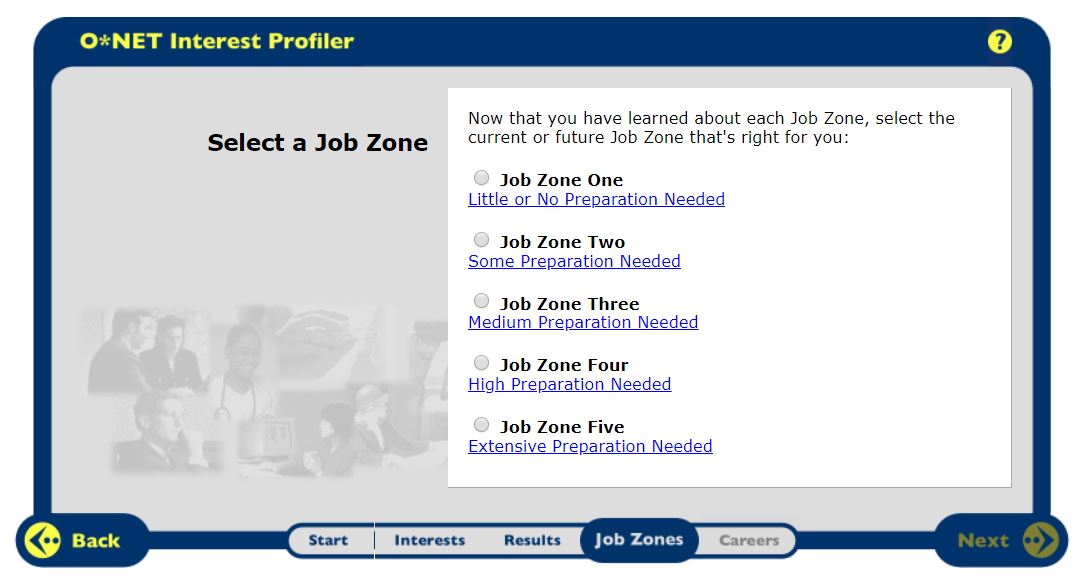 O*NET Interest Profiler
?
Select a Job Zone
Now that you have learned about each Job Zone, select the
current or future Job Zone that's right for you:
Job Zone One
Little or No Preparation Needed
Job Zone Two
Some Preparation Needed
Job Zone Three
Medium Preparation Needed
Job Zone Four
High Preparation Needed
Job Zone Five
Extensive Preparation Needed
Back
Start
Interests
Results
Job Zones
Careers
Next